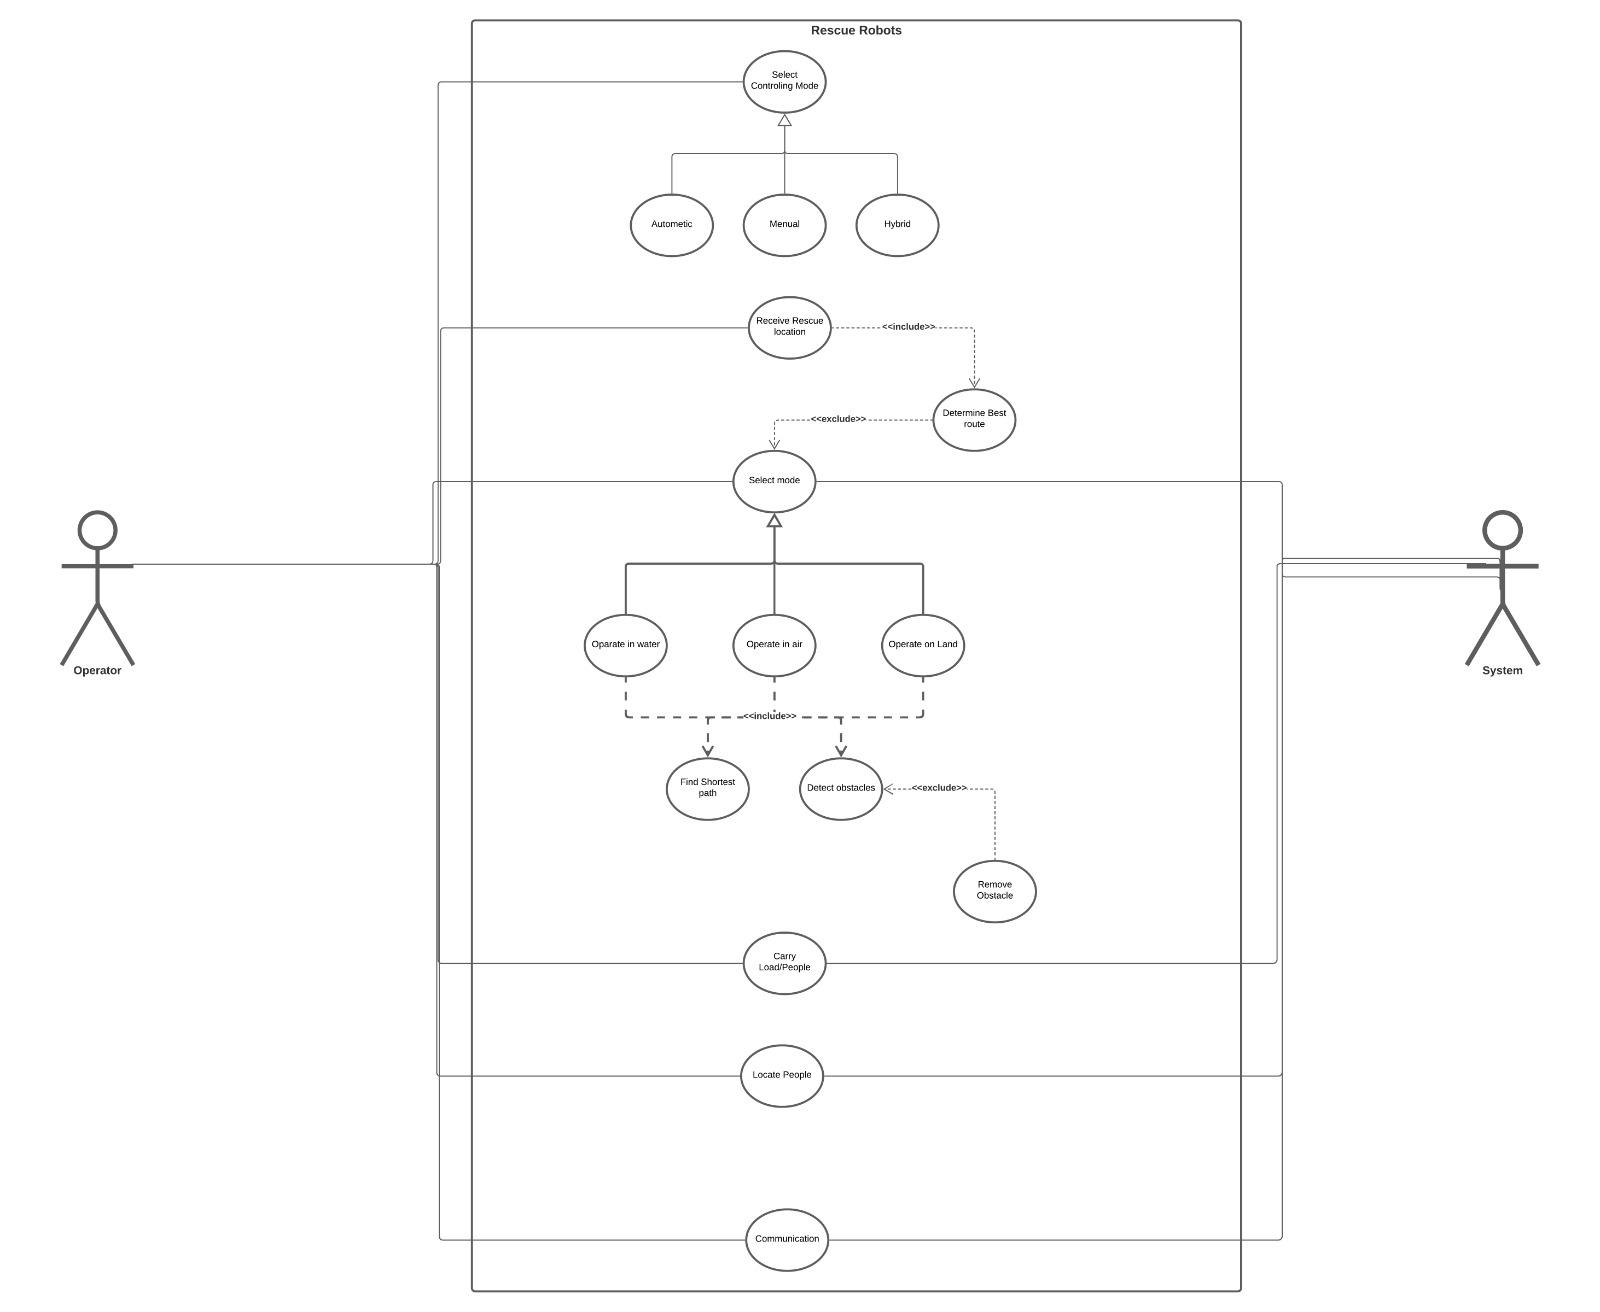 Rescue Robots
Select
Controling Mode
Autometic
Menual
Hybrid
Receive Rescue
location
<<include>>
Determine Best
route
<<exclude>>
Select mode
Operator
System
Oparate in water
Operate in air
Operate on Land
<<include>>
Find Shortest
path
Detect obstacles
<<exclude>>
Remove
Obstacle
Carry
Load/People
Locate People
Communication